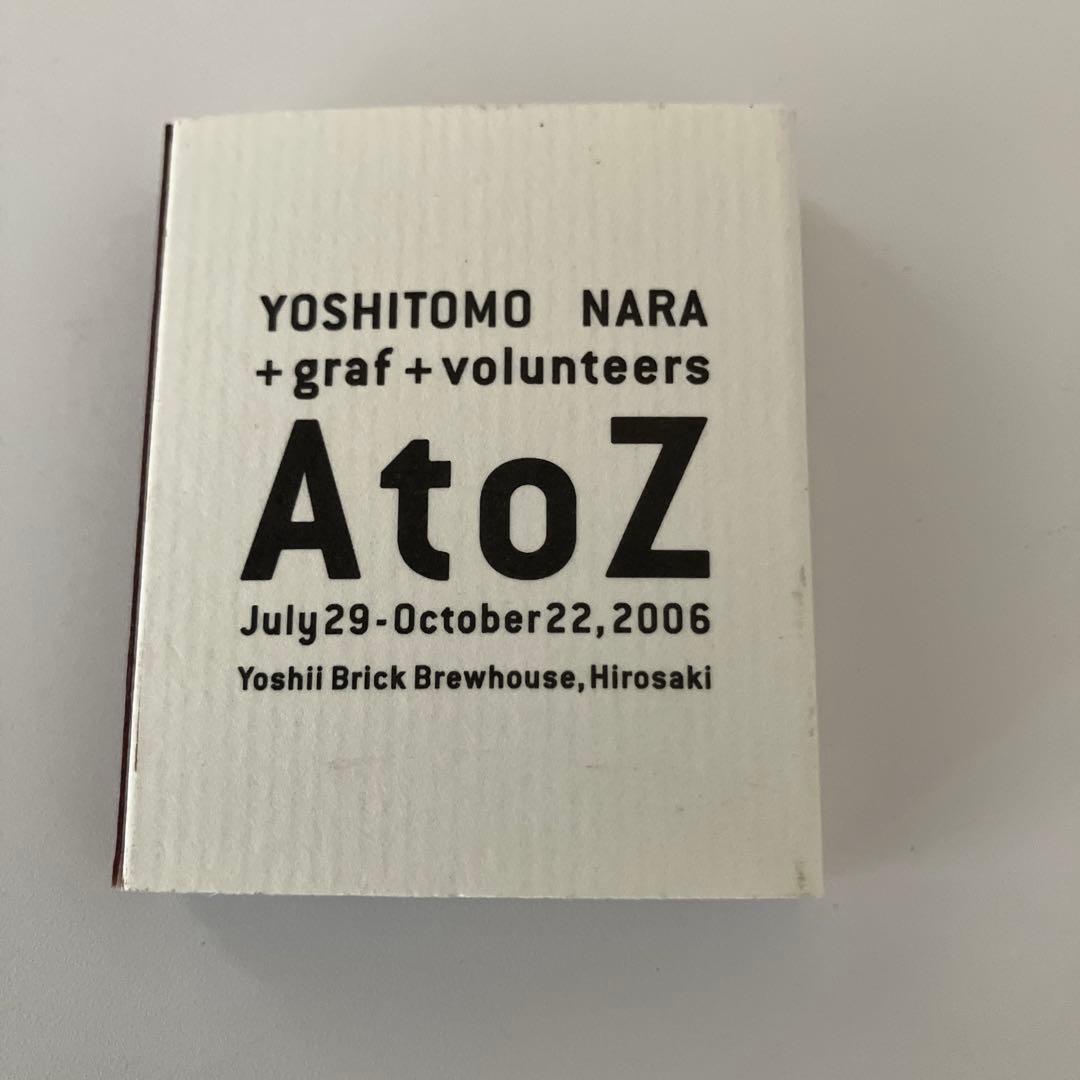 YOSHITOMO NARA
+graf+volunteers
AtoZ
July29-October22,2006
Yoshii Brick Brewhouse,Hirosaki